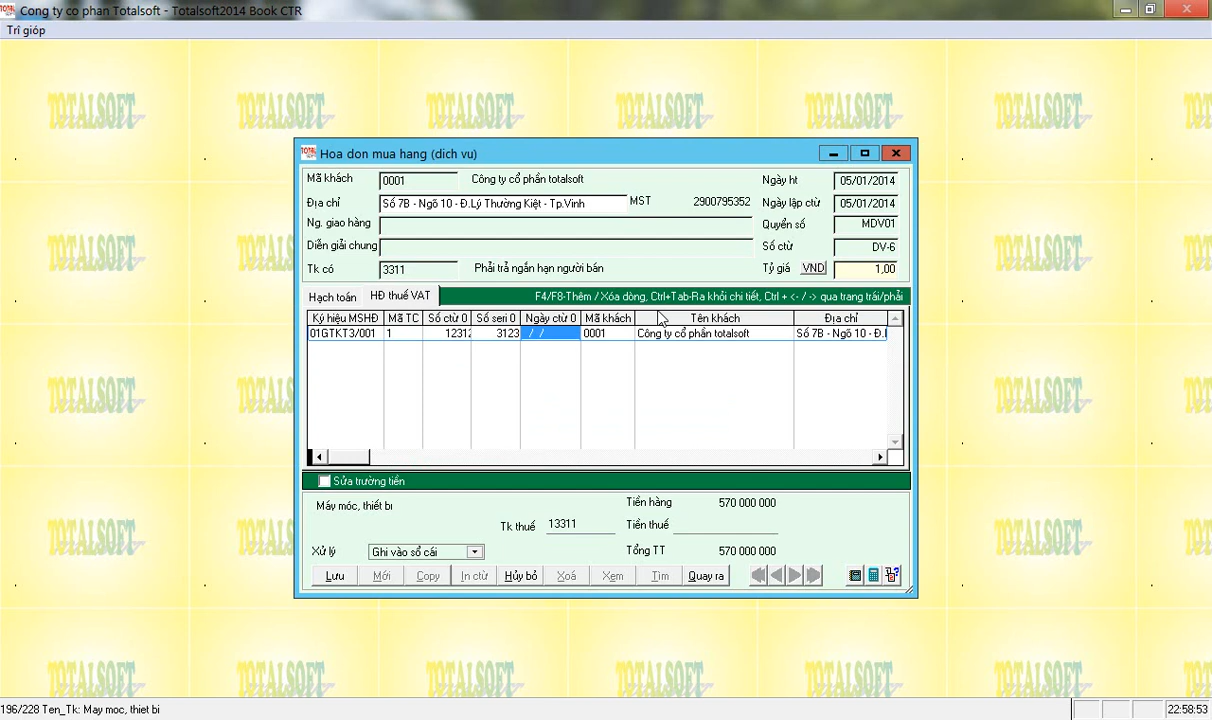 Cong ty co phan Totalsoft - Totalsoft2014 Book CTR
Trî gióp
Hoa don mua hang (dich vu)
Mã khách 0001 Công ty cổ phần totalsoft Ngày ht 05/01/2014
Địa chỉ Số 7B - Ngõ 10 - Đ.Lý Thường Kiệt - Tp.Vinh MST 2900795352 Ngày lập ctừ 05/01/2014
Ng. giao hàng Quyển số MDV01
Diễn giải chung Số ctừ DV-6
Tk có 3311 Phải trả ngắn hạn người bán Tỷ giá VND 1,00
Hạch toán HĐ thuế VAT F4/F8-Thêm / Xóa dòng, Ctrl+Tab-Ra khỏi chi tiết, Ctrl + <- / -> qua trang trái/phải
Ký hiệu MSHĐ Mã TC Số ctừ 0 Số seri 0 Ngày ctừ 0 Mã khách Tên khách Địa chỉ
01GTKT3/001 1 12312 3123 / / 0001 Công ty cổ phần totalsoft Số 7B - Ngõ 10 - Đ.l
Sửa trường tiền
Máy móc, thiết bị Tiền hàng 570 000 000
Tk thuế 13311 Tiền thuế
Xử lý Ghi vào sổ cái Tổng TT 570 000 000
Lưu Mới Copy In ctừ Hủy bỏ Xoá Xem Tìm Quay ra
196/228 Ten_Tk: May moc, thiet bi 22:58:53